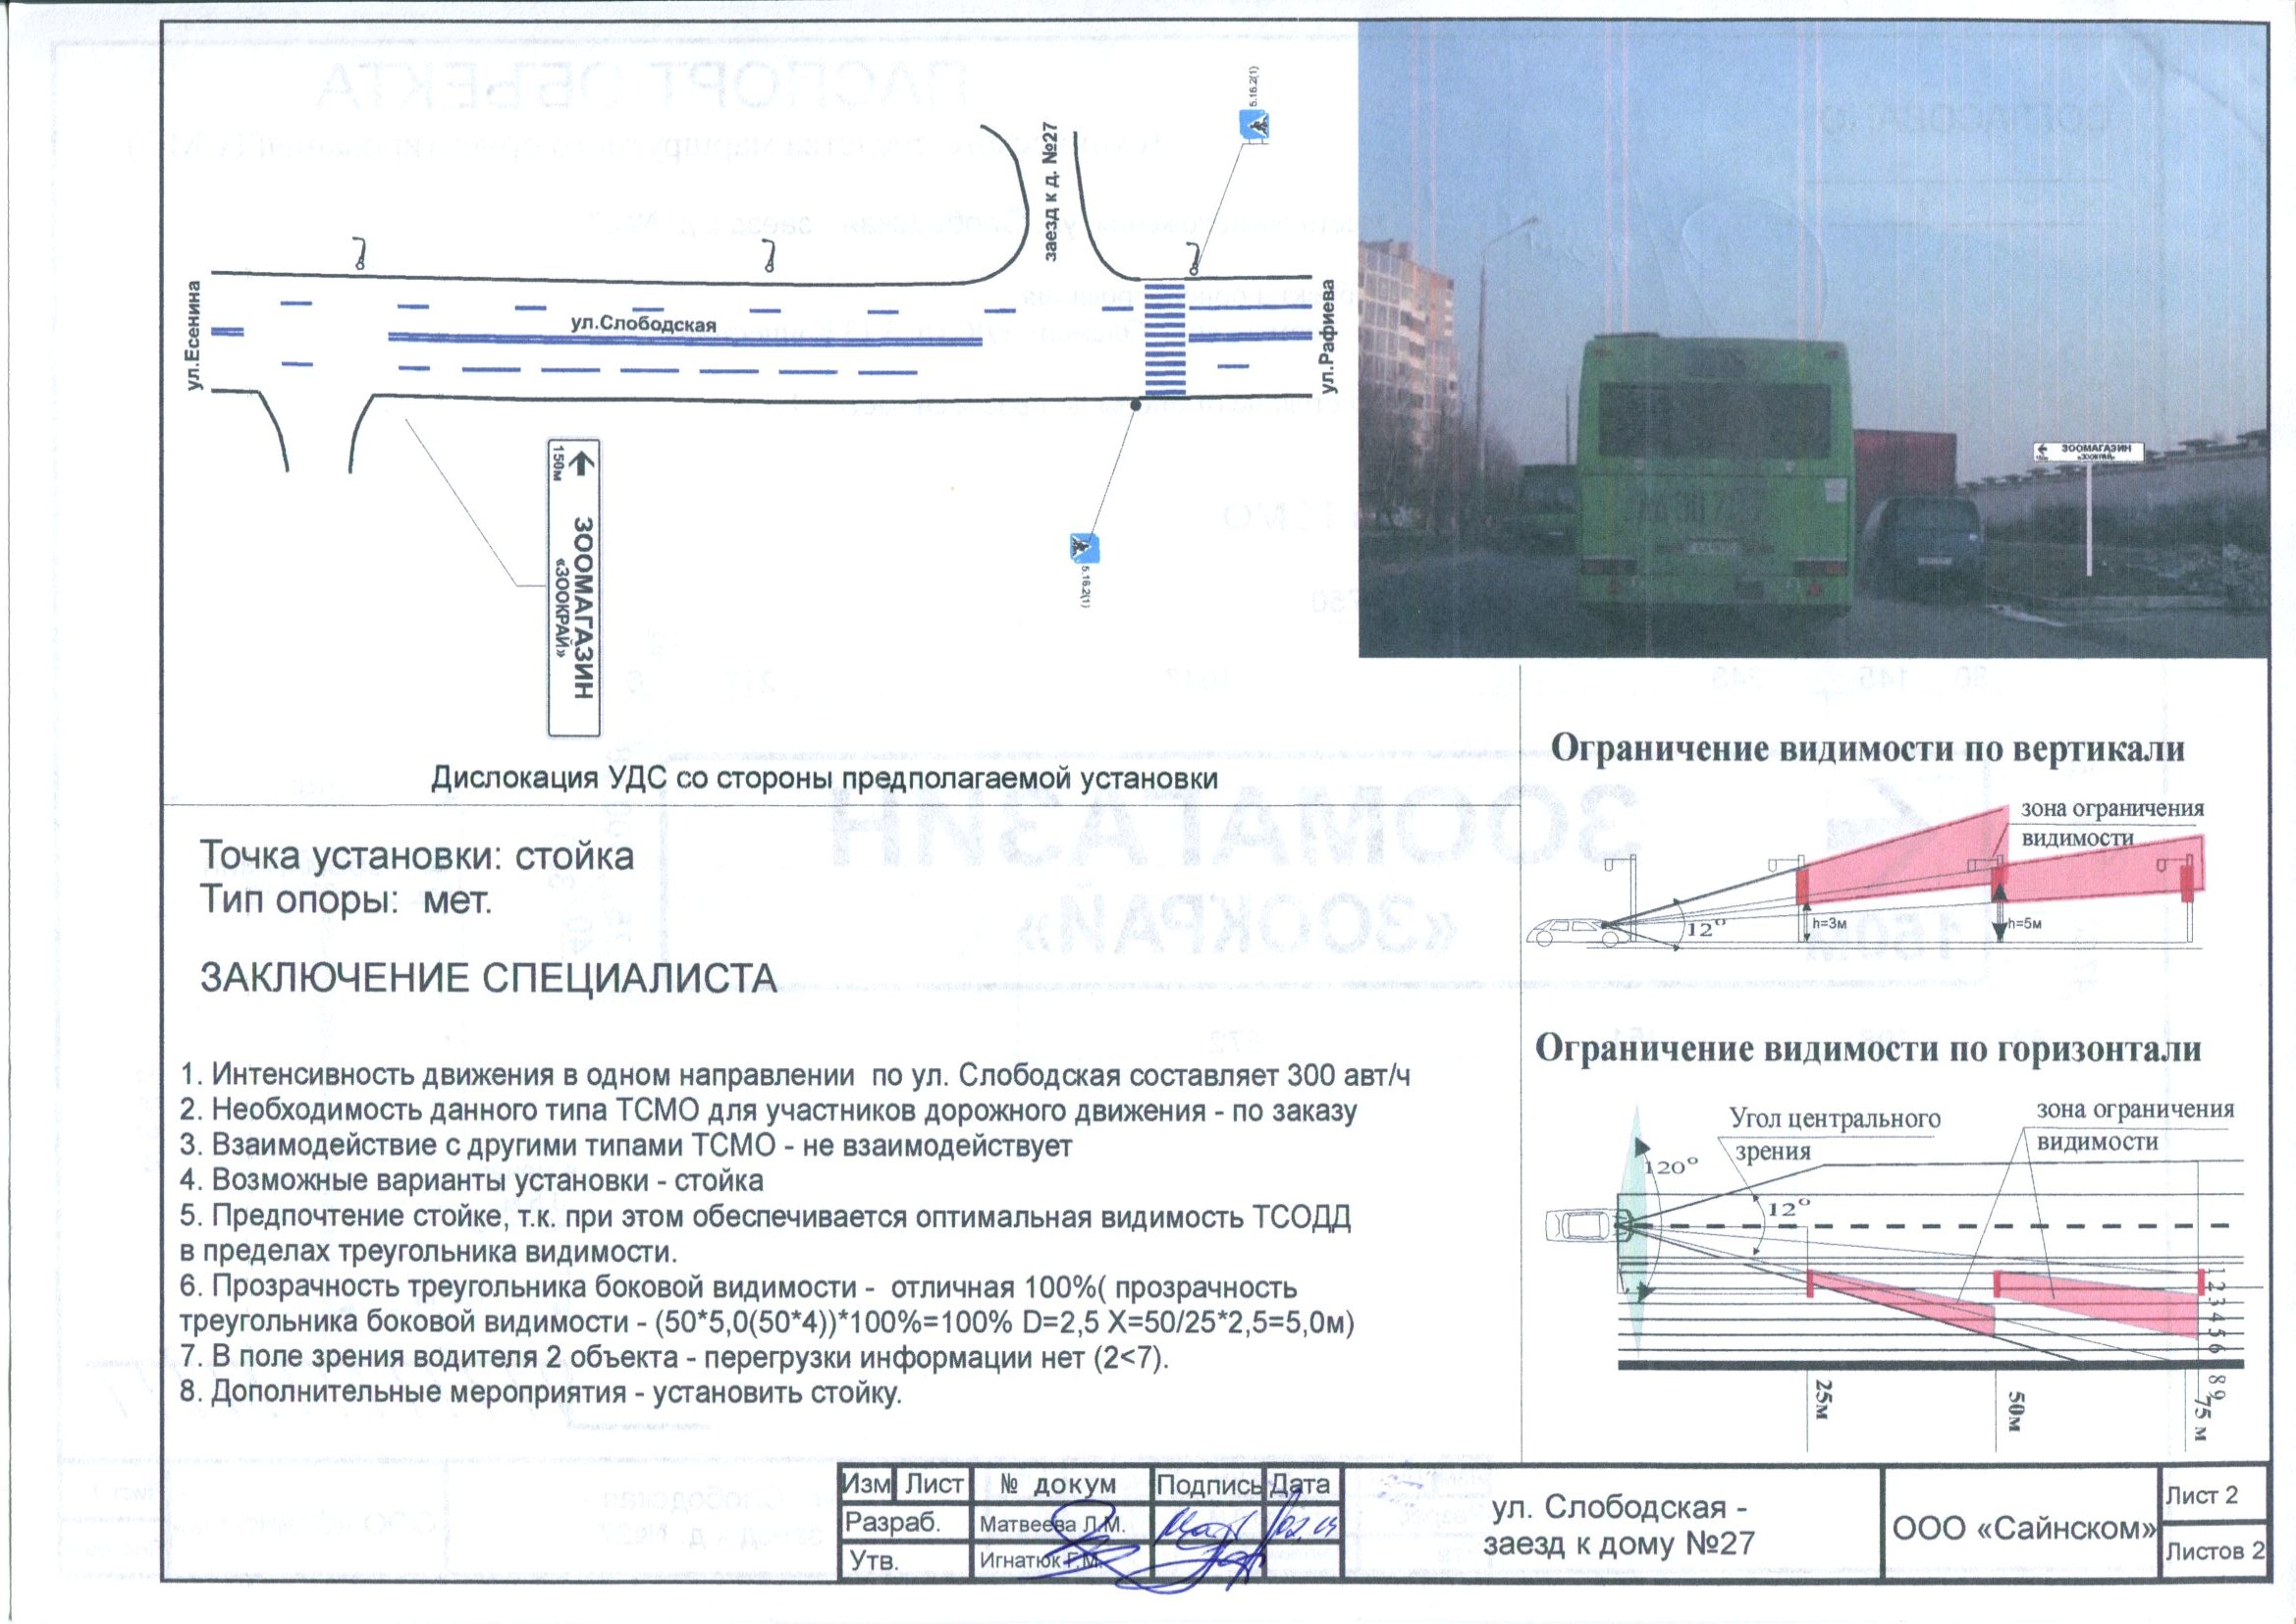 5.16.2(1)
заезд к д. №27
ул.Есенина
ул.Слободская
ул.Рафиева
150м
ЗООМАГАЗИН
«ЗООКРАЙ»
5.16.2(1)
ЗООМАГАЗИН
«ЗООКРАЙ»
Дислокация УДС со стороны предполагаемой установки
Точка установки: стойка
Тип опоры: мет.
ЗАКЛЮЧЕНИЕ СПЕЦИАЛИСТА
1. Интенсивность движения в одном направлении по ул. Слободская составляет 300 авт/ч
2. Необходимость данного типа ТСМО для участников дорожного движения - по заказу
3. Взаимодействие с другими типами ТСМО - не взаимодействует
4. Возможные варианты установки - стойка
5. Предпочтение стойке, т.к. при этом обеспечивается оптимальная видимость ТСОДД
в пределах треугольника видимости.
6. Прозрачность треугольника боковой видимости - отличная 100%( прозрачность
треугольника боковой видимости - (50*5,0(50*4))*100%=100% D=2,5 X=50/25*2,5=5,0м)
7. В поле зрения водителя 2 объекта - перегрузки информации нет (2<7).
8. Дополнительные мероприятия - установить стойку.
Ограничение видимости по вертикали
зона ограничения
видимости
12°
h=3м
h=5м
Ограничение видимости по горизонтали
Угол центрального
зрения
зона ограничения
видимости
120°
12°
1 2 3 4 5 6 8 9
25м
50м
75 м
Изм Лист № докум Подпись Дата
Разраб. Матвеева Л.М.
Утв. Игнатюк Г.М.
ул. Слободская -
заезд к дому №27
ООО «Сайнском»
Лист 2
Листов 2